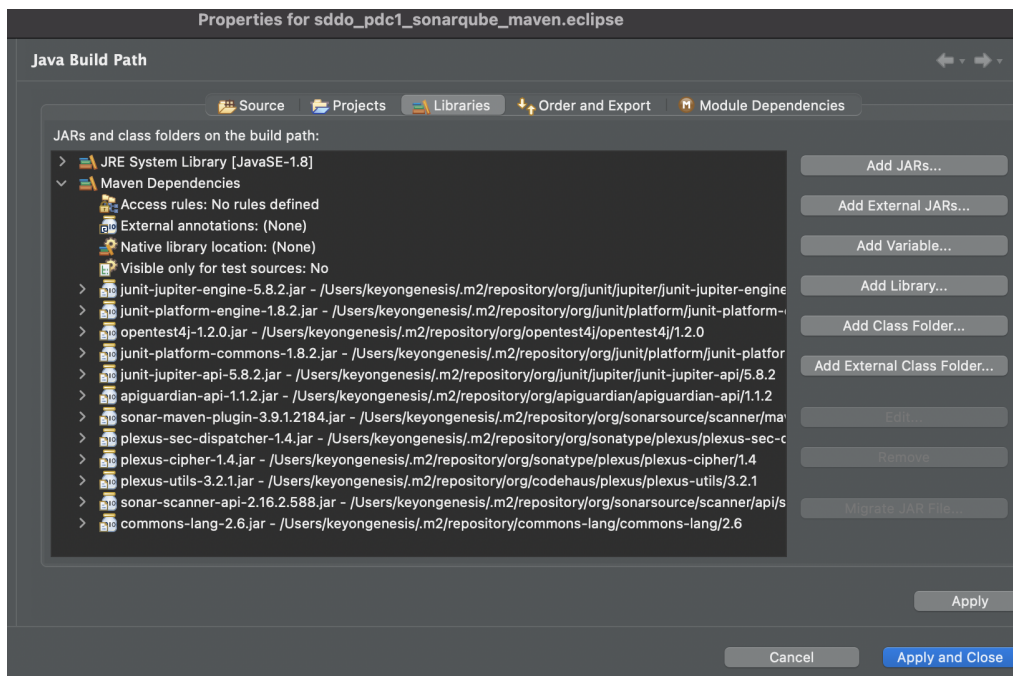 Properties for sddo_pdc1_sonarqube_maven.eclipse
Java Build Path
Source Projects Libraries Order and Export Module Dependencies
JARs and class folders on the build path:
JRE System Library [JavaSE-1.8]
Maven Dependencies
Access rules: No rules defined
External annotations: (None)
Native library location: (None)
Visible only for test sources: No
junit-jupiter-engine-5.8.2.jar - /Users/keyongenesis/.m2/repository/org/junit/jupiter/junit-jupiter-engine
junit-platform-engine-1.8.2.jar - /Users/keyongenesis/.m2/repository/org/junit/platform/junit-platform-
opentest4j-1.2.0.jar - /Users/keyongenesis/.m2/repository/org/opentest4j/opentest4j/1.2.0
junit-platform-commons-1.8.2.jar - /Users/keyongenesis/.m2/repository/org/junit/platform/junit-platfor
junit-jupiter-api-5.8.2.jar - /Users/keyongenesis/.m2/repository/org/junit/jupiter/junit-jupiter-api/5.8.2
apiguardian-api-1.1.2.jar - /Users/keyongenesis/.m2/repository/org/apiguardian/apiguardian-api/1.1.2
sonar-maven-plugin-3.9.1.2184.jar - /Users/keyongenesis/.m2/repository/org/sonarsource/scanner/ma
plexus-sec-dispatcher-1.4.jar - /Users/keyongenesis/.m2/repository/org/sonatype/plexus/plexus-sec-
plexus-cipher-1.4.jar - /Users/keyongenesis/.m2/repository/org/sonatype/plexus/plexus-cipher/1.4
plexus-utils-3.2.1.jar - /Users/keyongenesis/.m2/repository/org/codehaus/plexus/plexus-utils/3.2.1
sonar-scanner-api-2.16.2.588.jar - /Users/keyongenesis/.m2/repository/org/sonarsource/scanner/api/s
commons-lang-2.6.jar - /Users/keyongenesis/.m2/repository/commons-lang/commons-lang/2.6
Add JARs...
Add External JARs...
Add Variable...
Add Library...
Add Class Folder...
Add External Class Folder...
Edit...
Remove
Migrate JAR File...
Apply
Cancel Apply and Close